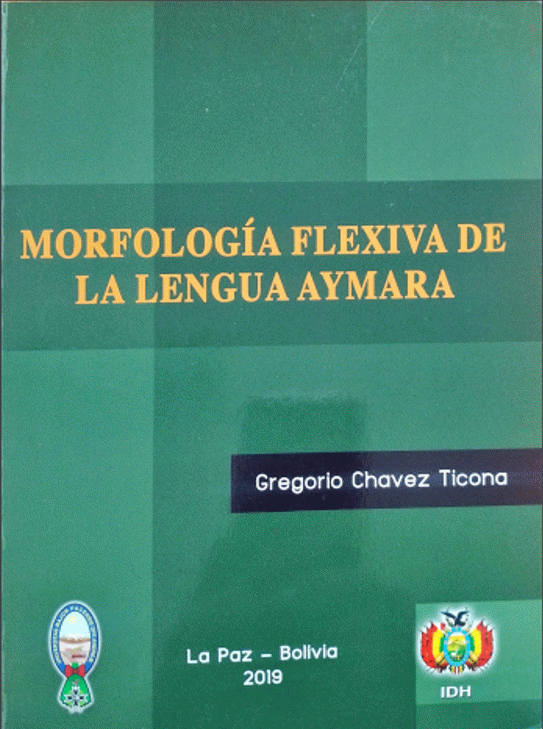 MORFOLOGÍA FLEXIVA DE
LA LENGUA AYMARA
Gregorio Chavez Ticona
La Paz – Bolivia
2019
IDH